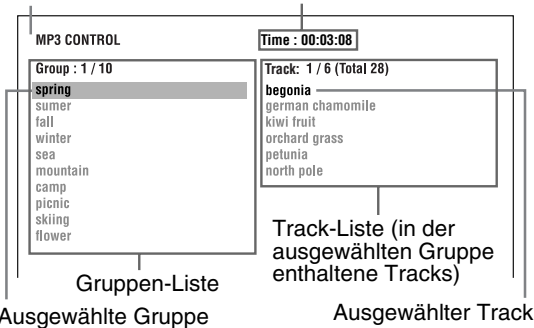 MP3 CONTROL
Time : 00:03:08
Group : 1 / 10
spring
sumer
fall
winter
sea
mountain
camp
picnic
skiing
flower
Track: 1 / 6 (Total 28)
begonia
german chamomile
kiwi fruit
orchard grass
petunia
north pole
Track-Liste (in der
ausgewählten Gruppe
enthaltene Tracks)
Gruppen-Liste
Ausgewählte Gruppe
Ausgewählter Track